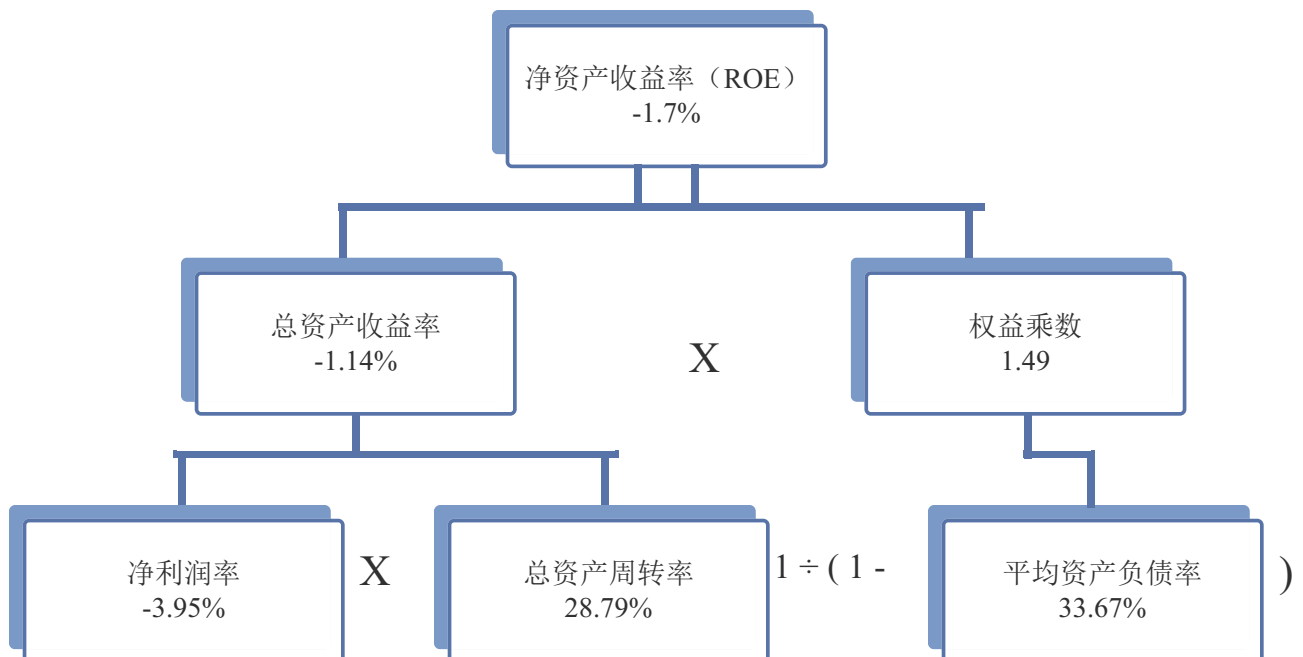 净资产收益率（ROE）
-1.7%
总资产收益率
-1.14%
X
权益乘数
1.49
净利润率
-3.95%
X
总资产周转率
28.79%
1 ÷ ( 1 -
平均资产负债率
33.67%
)